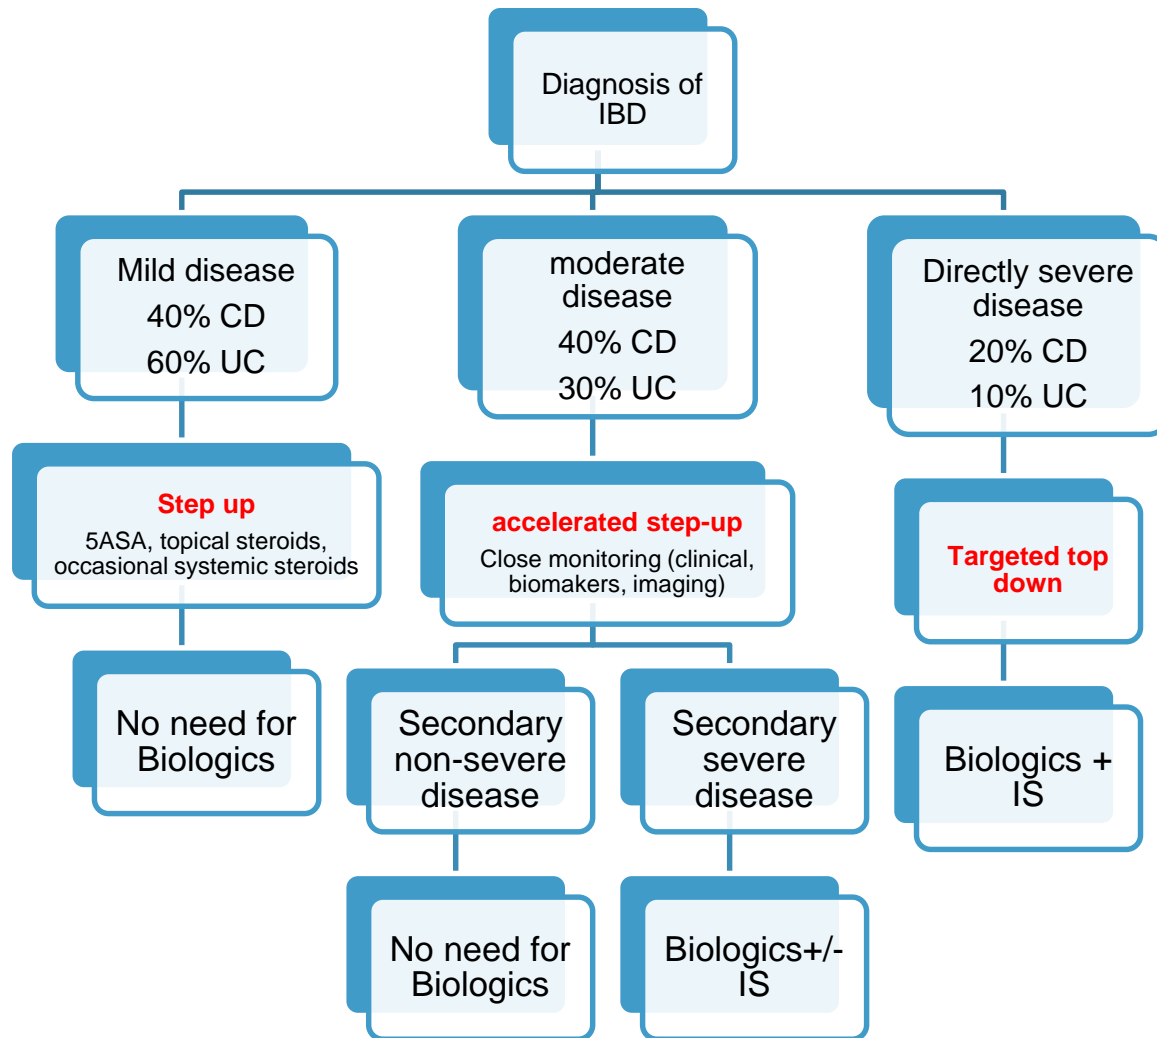 Diagnosis of
IBD
Mild disease
40% CD
60% UC
moderate
disease
40% CD
30% UC
Directly severe
disease
20% CD
10% UC
Step up
5ASA, topical steroids,
occasional systemic steroids
accelerated step-up
Close monitoring (clinical,
biomakers, imaging)
Targeted top
down
No need for
Biologics
Secondary
non-severe
disease
Secondary
severe
disease
Biologics +
IS
No need for
Biologics
Biologics+/-
IS